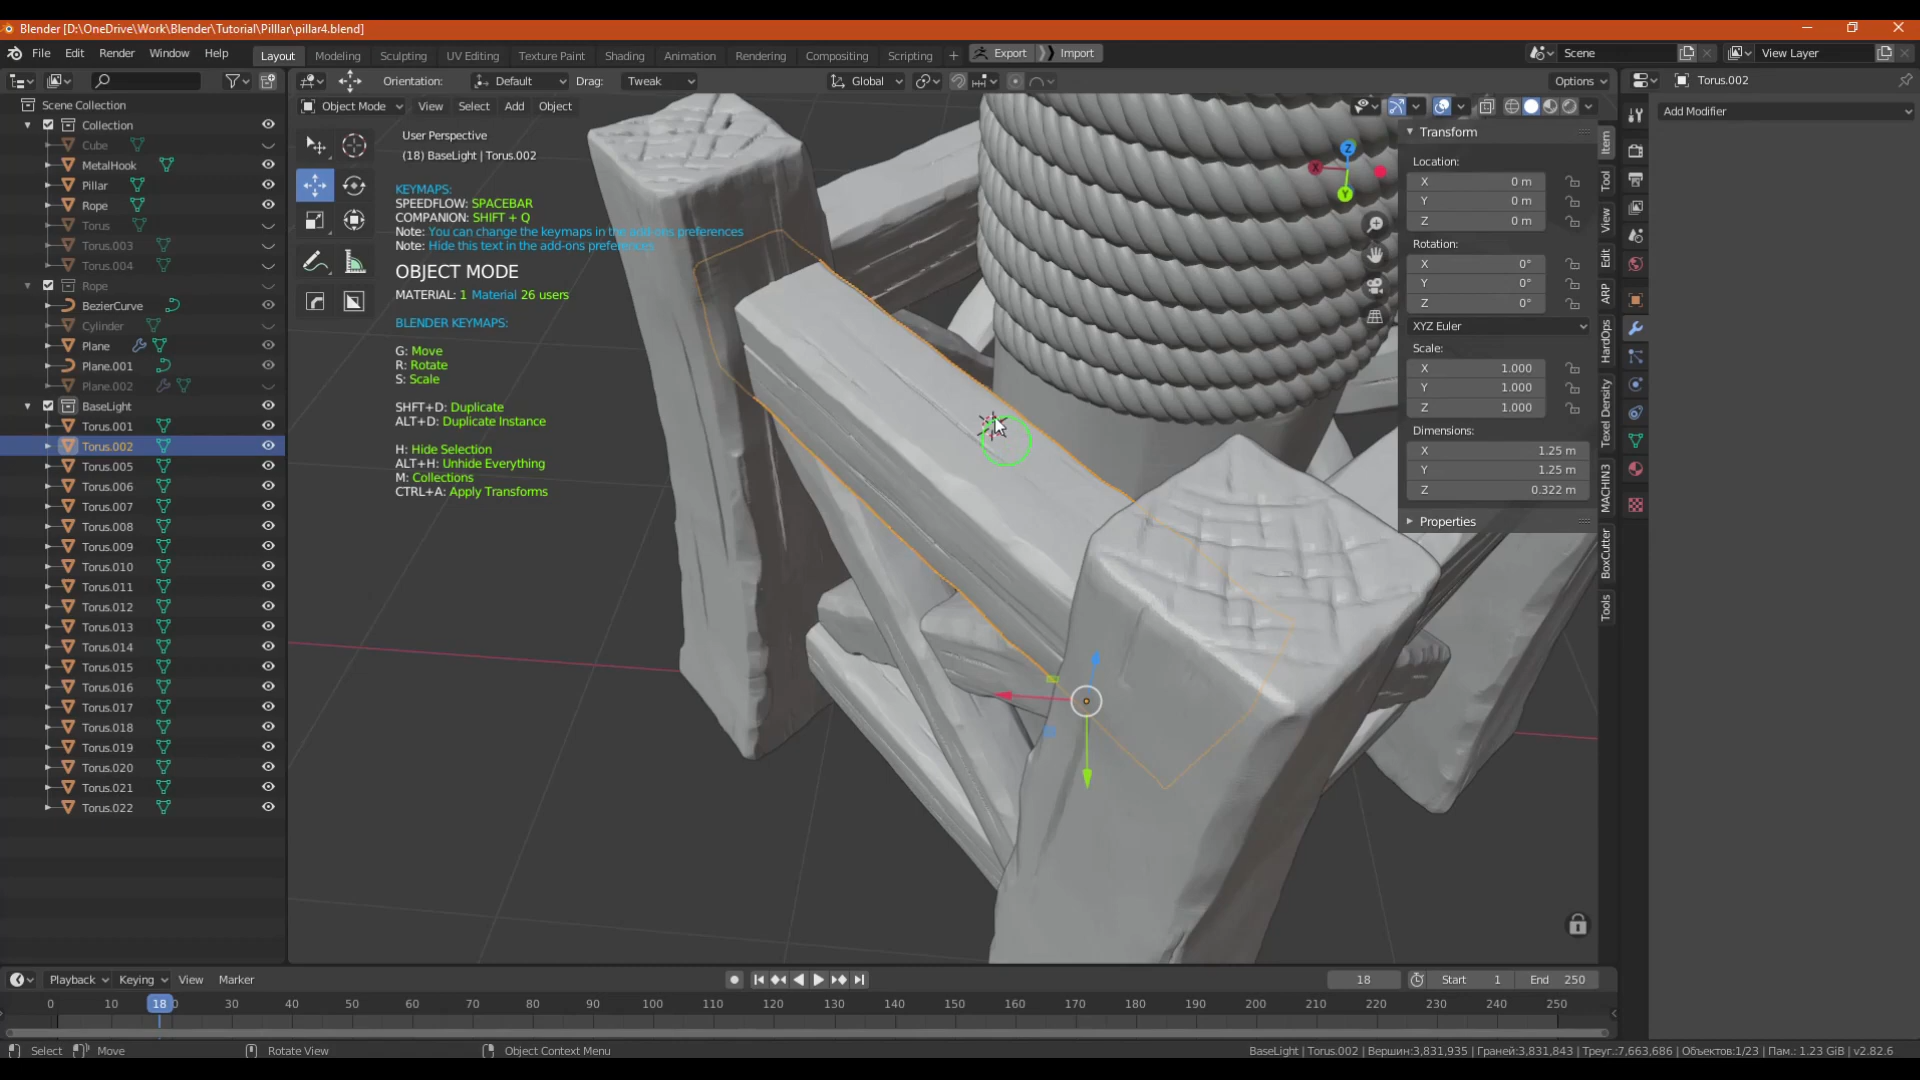 Blender [D:\OneDrive\Work\Blender\Tutorial\Pilllar\pillar4.blend]
File Edit Render Window Help Layout Modeling Sculpting UV Editing Texture Paint Shading Animation Rendering Compositing Scripting + Export Import Scene View Layer
Orientation: Default Drag: Tweak Global Options Torus.002
Object Mode View Select Add Object
Add Modifier
Scene Collection
Collection
Cube
MetalHook
Pillar
Rope
Torus
Torus.003
Torus.004
Rope
BezierCurve
Cylinder
Plane
Plane.001
Plane.002
BaseLight
Torus.001
Torus.002
Torus.005
Torus.006
Torus.007
Torus.008
Torus.009
Torus.010
Torus.011
Torus.012
Torus.013
Torus.014
Torus.015
Torus.016
Torus.017
Torus.018
Torus.019
Torus.020
Torus.021
Torus.022
User Perspective
(18) BaseLight | Torus.002
KEYMAPS:
SPEEDFLOW: SPACEBAR
COMPANION: SHIFT + Q
Note: You can change the keymaps in the add-ons preferences
Note: Hide this text in the add-ons preferences
OBJECT MODE
MATERIAL: 1 Material 26 users
BLENDER KEYMAPS:
G: Move
R: Rotate
S: Scale
SHFT+D: Duplicate
ALT+D: Duplicate Instance
H: Hide Selection
ALT+H: Unhide Everything
M: Collections
CTRL+A: Apply Transforms
Z
X
Y
Transform
Location:
X 0 m
Y 0 m
Z 0 m
Rotation:
X 0°
Y 0°
Z 0°
XYZ Euler
Scale:
X 1.000
Y 1.000
Z 1.000
Dimensions:
X 1.25 m
Y 1.25 m
Z 0.322 m
Properties
Item
Tool
View
Edit
ARP
HardOps
Texel Density
MACHIN3
BoxCutter
Tools
Playback Keying View Marker 18 Start 1 End 250
0 10 18 30 40 50 60 70 80 90 100 110 120 130 140 150 160 170 180 190 200 210 220 230 240 250
Select Move Rotate View Object Context Menu BaseLight | Torus.002 | Вершин:3,831,935 | Граней:3,831,843 | Треуг.:7,663,686 | Объектов:1/23 | Пам.: 1.23 GiB | v2.82.6